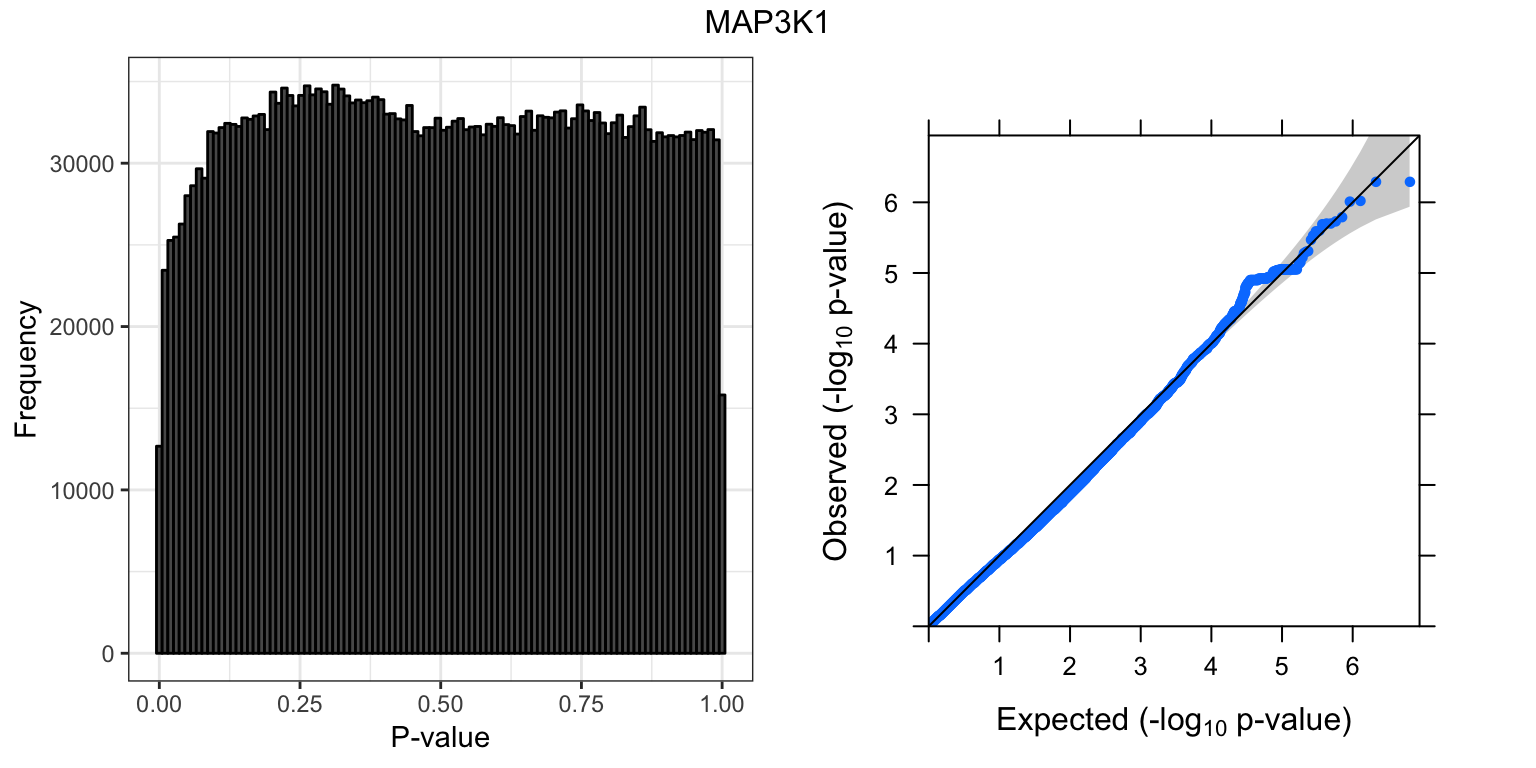 MAP3K1
Frequency
30000
20000
10000
0
0.00 0.25 0.50 0.75 1.00
P-value
Observed (-log10 p-value)
6
5
4
3
2
1
1 2 3 4 5 6
Expected (-log10 p-value)